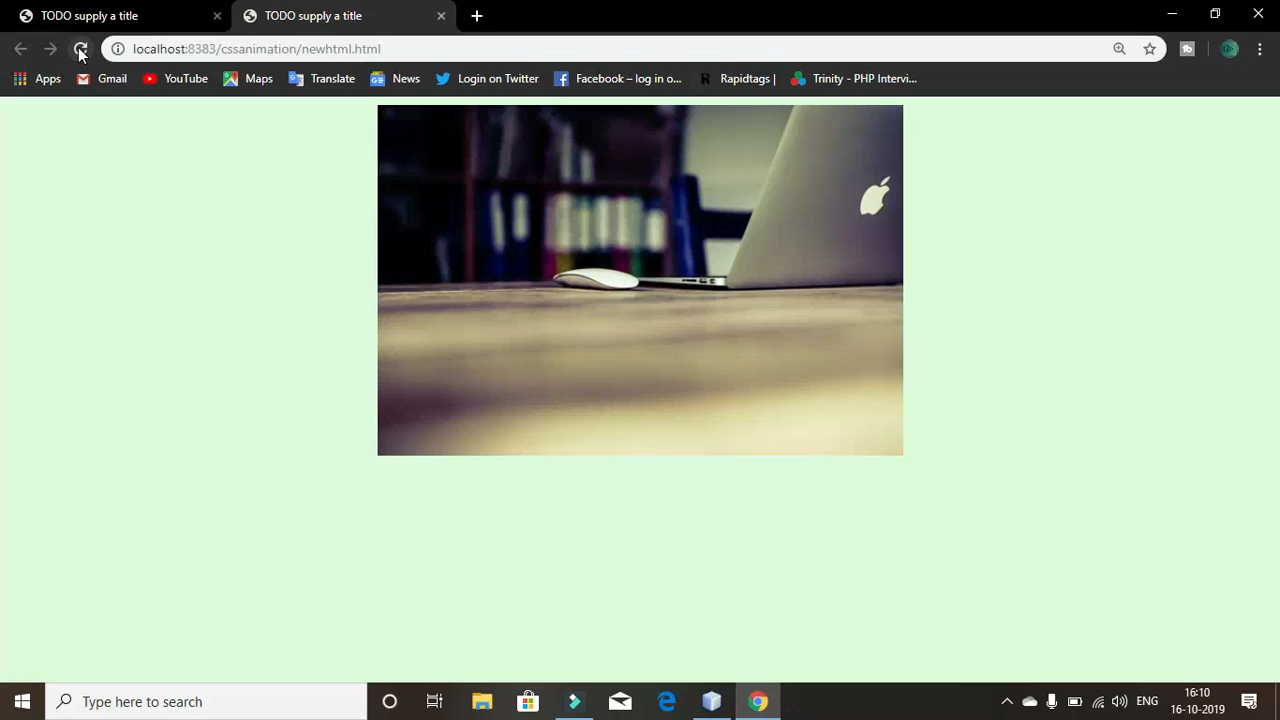 TODO supply a title
TODO supply a title
localhost:8383/cssanimation/newhtml.html
Apps Gmail YouTube Maps Translate News Login on Twitter Facebook – log in o... Rapidtags | Trinity - PHP Intervi...
Type here to search
ENG
16:10
16-10-2019